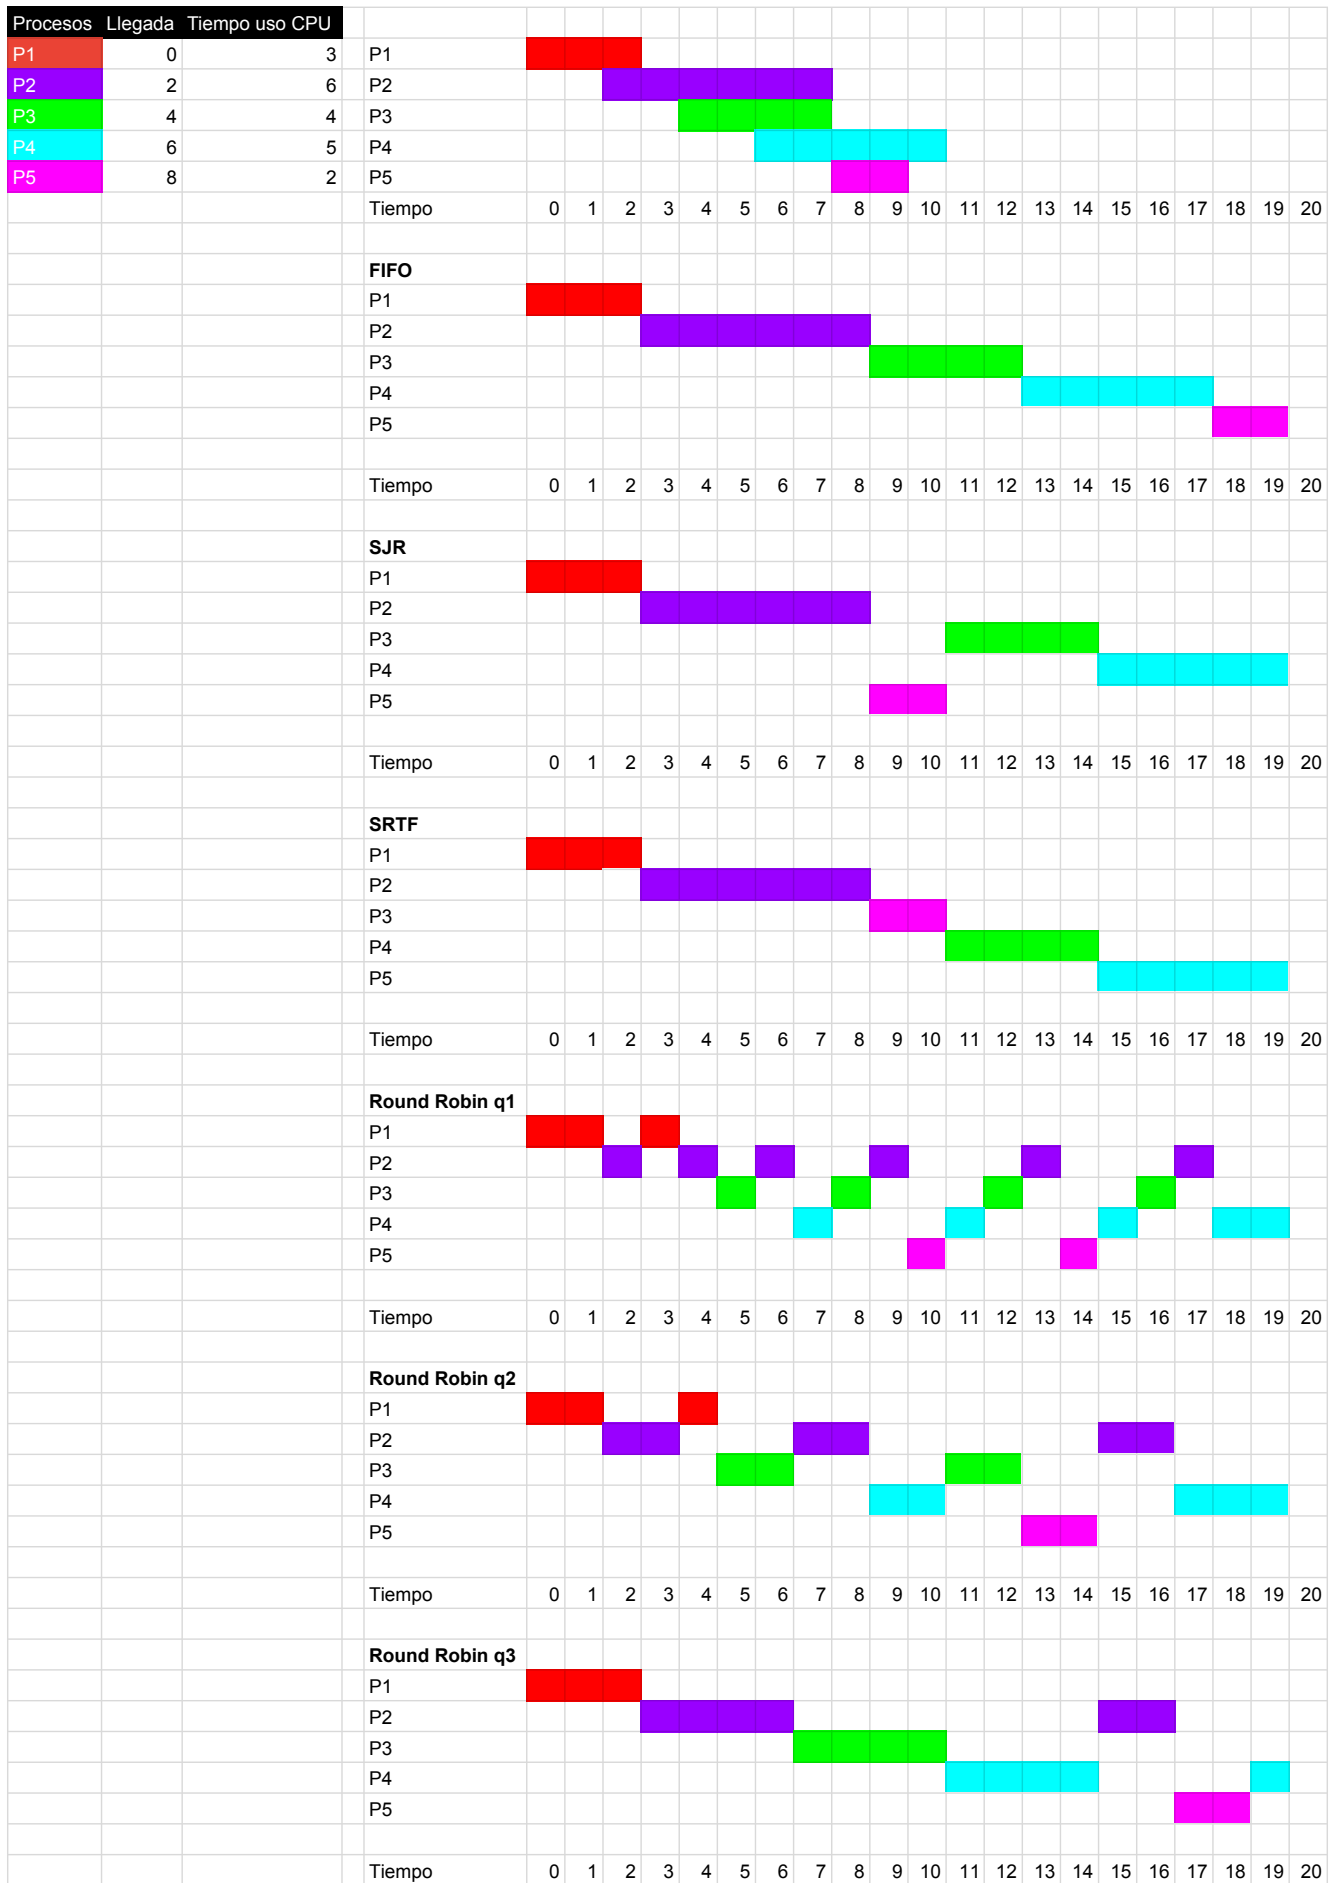 Procesos Llegada Tiempo uso CPU
P1 0 3 P1
P2 2 6 P2
P3 4 4 P3
P4 6 5 P4
P5 8 2 P5
Tiempo 0 1 2 3 4 5 6 7 8 9 10 11 12 13 14 15 16 17 18 19 20
FIFO
P1
P2
P3
P4
P5
Tiempo 0 1 2 3 4 5 6 7 8 9 10 11 12 13 14 15 16 17 18 19 20
SJR
P1
P2
P3
P4
P5
Tiempo 0 1 2 3 4 5 6 7 8 9 10 11 12 13 14 15 16 17 18 19 20
SRTF
P1
P2
P3
P4
P5
Tiempo 0 1 2 3 4 5 6 7 8 9 10 11 12 13 14 15 16 17 18 19 20
Round Robin q1
P1
P2
P3
P4
P5
Tiempo 0 1 2 3 4 5 6 7 8 9 10 11 12 13 14 15 16 17 18 19 20
Round Robin q2
P1
P2
P3
P4
P5
Tiempo 0 1 2 3 4 5 6 7 8 9 10 11 12 13 14 15 16 17 18 19 20
Round Robin q3
P1
P2
P3
P4
P5
Tiempo 0 1 2 3 4 5 6 7 8 9 10 11 12 13 14 15 16 17 18 19 20